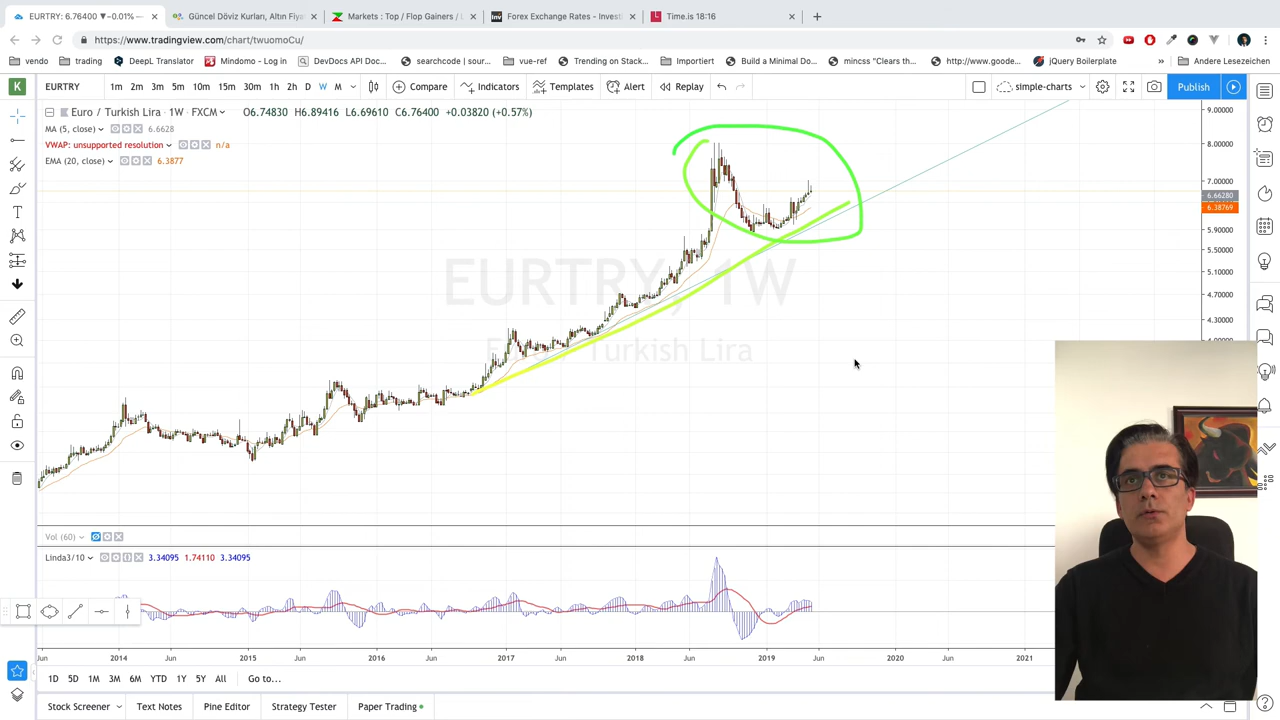 EURTRY: 6.76400 ▼−0.01%
Güncel Döviz Kurları, Altın Fiya
Markets : Top / Flop Gainers / L
Forex Exchange Rates - Investi
Time.is 18:16
https://www.tradingview.com/chart/twuomoCu/
vendo trading DeepL Translator Mindomo - Log in DevDocs API Doc... searchcode | sour... vue-ref Trending on Stack... Importiert Build a Minimal Do... mincss "Clears th... http://www.goode... jQuery Boilerplate » Andere Lesezeichen
EURTRY 1m 2m 3m 5m 10m 15m 30m 1h 2h D W M Compare Indicators Templates Alert Replay simple-charts Publish
Euro / Turkish Lira · 1W · FXCM O6.74830 H6.89416 L6.69610 C6.76400 +0.03820 (+0.57%)
MA (5, close) 6.6628
VWAP: unsupported resolution n/a
EMA (20, close) 6.3877
9.00000
8.00000
7.00000
6.66280
6.38769
5.90000
5.50000
5.10000
4.70000
4.30000
EURTRY, 1W
Euro / Turkish Lira
Vol (60)
Linda3/10 3.34095 1.74110 3.34095
Jun 2014 Jun 2015 Jun 2016 Jun 2017 Jun 2018 Jun 2019 Jun 2020 Jun 2021
1D 5D 1M 3M 6M YTD 1Y 5Y All Go to...
Stock Screener Text Notes Pine Editor Strategy Tester Paper Trading